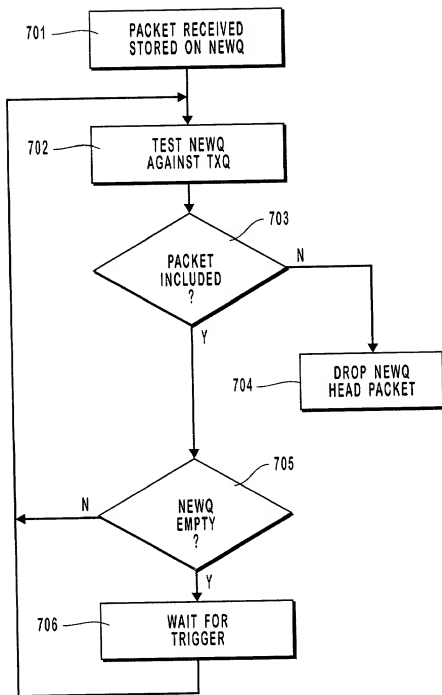 701
PACKET RECEIVED
STORED ON NEWQ
702
TEST NEWQ
AGAINST TXQ
703
PACKET
INCLUDED
?
N
Y
704
DROP NEWQ
HEAD PACKET
705
NEWQ
EMPTY
?
N
Y
706
WAIT FOR
TRIGGER